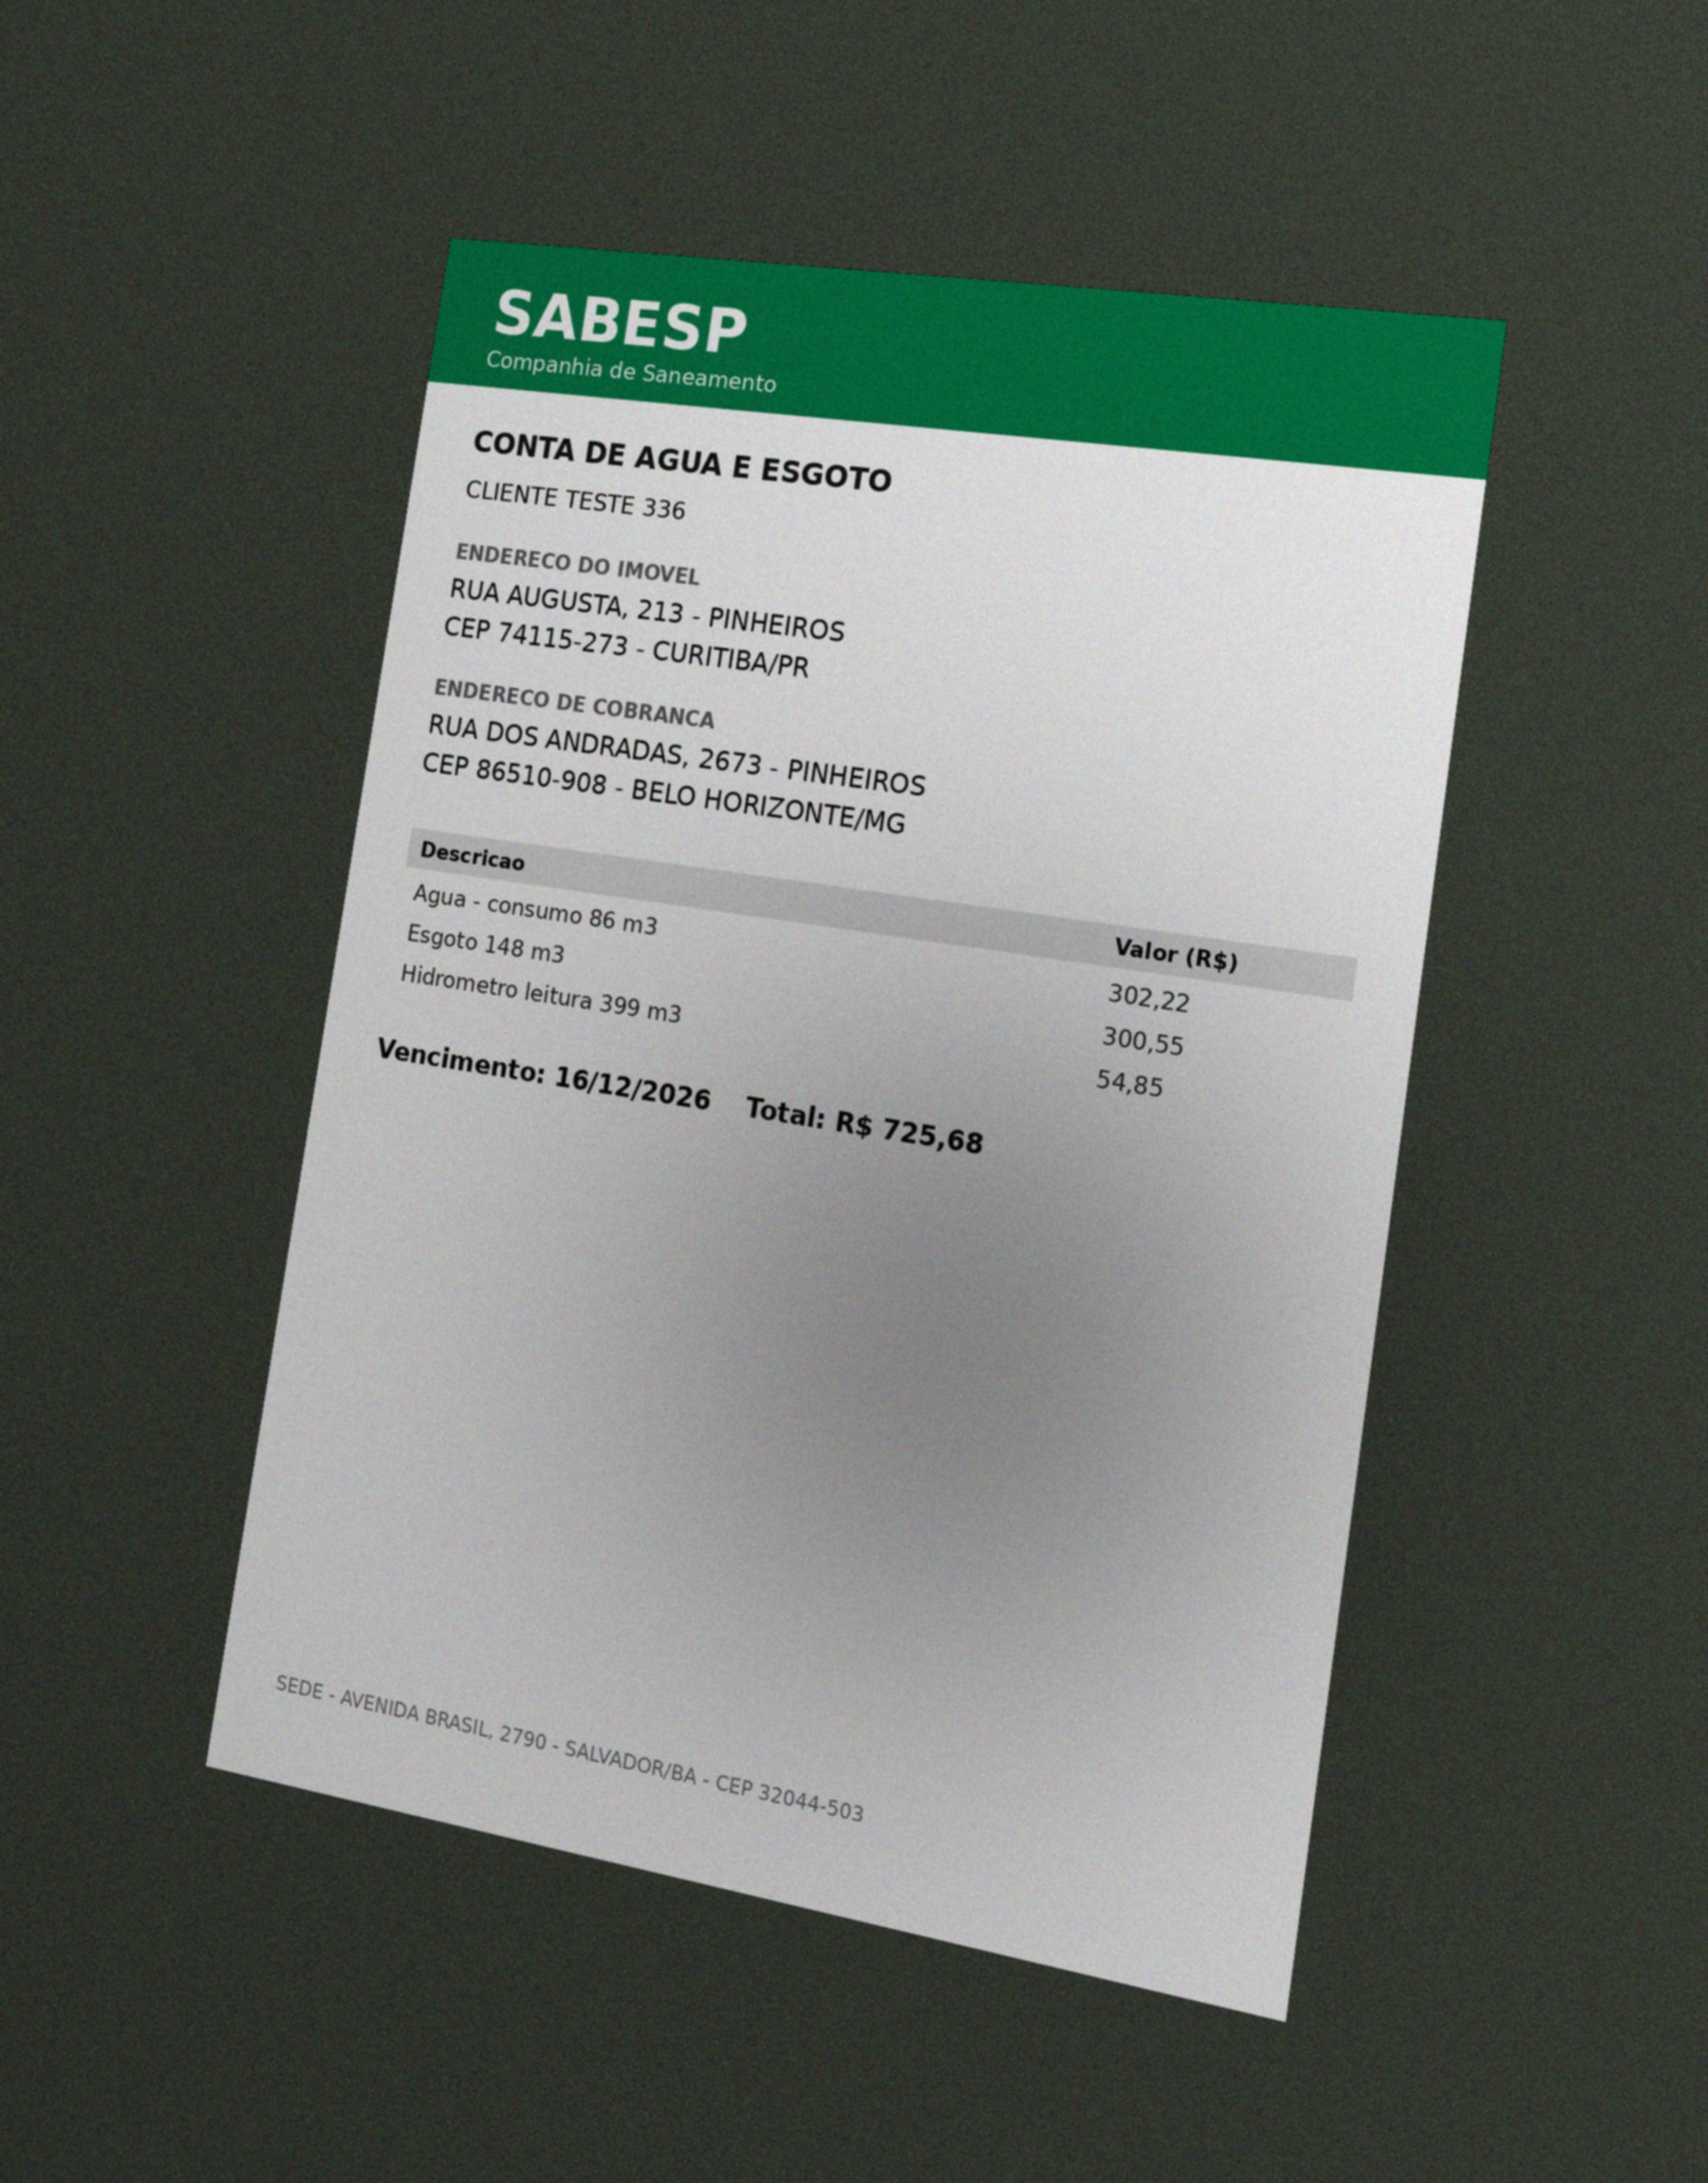 SABESP
Companhia de Saneamento
CONTA DE AGUA E ESGOTO
CLIENTE TESTE 336
ENDERECO DO IMOVEL
RUA AUGUSTA, 213 - PINHEIROS
CEP 74115-273 - CURITIBA/PR
ENDERECO DE COBRANCA
RUA DOS ANDRADAS, 2673 - PINHEIROS
CEP 86510-908 - BELO HORIZONTE/MG
Descricao Valor (R$)
Agua - consumo 86 m3 302,22
Esgoto 148 m3 300,55
Hidrometro leitura 399 m3 54,85
Vencimento: 16/12/2026 Total: R$ 725,68
SEDE - AVENIDA BRASIL, 2790 - SALVADOR/BA - CEP 32044-503